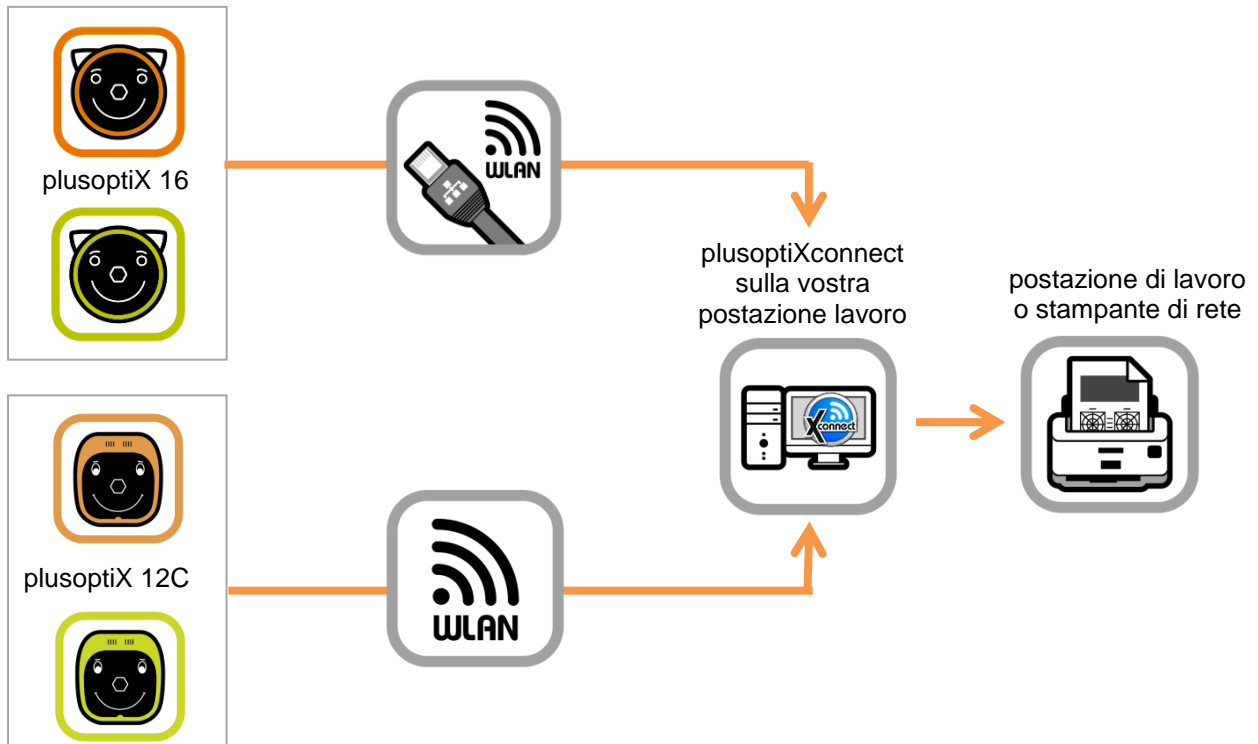 plusoptiX 16
WLAN
plusoptiXconnect
sulla vostra
postazione lavoro
postazione di lavoro
o stampante di rete
Xconnect
plusoptiX 12C
WLAN